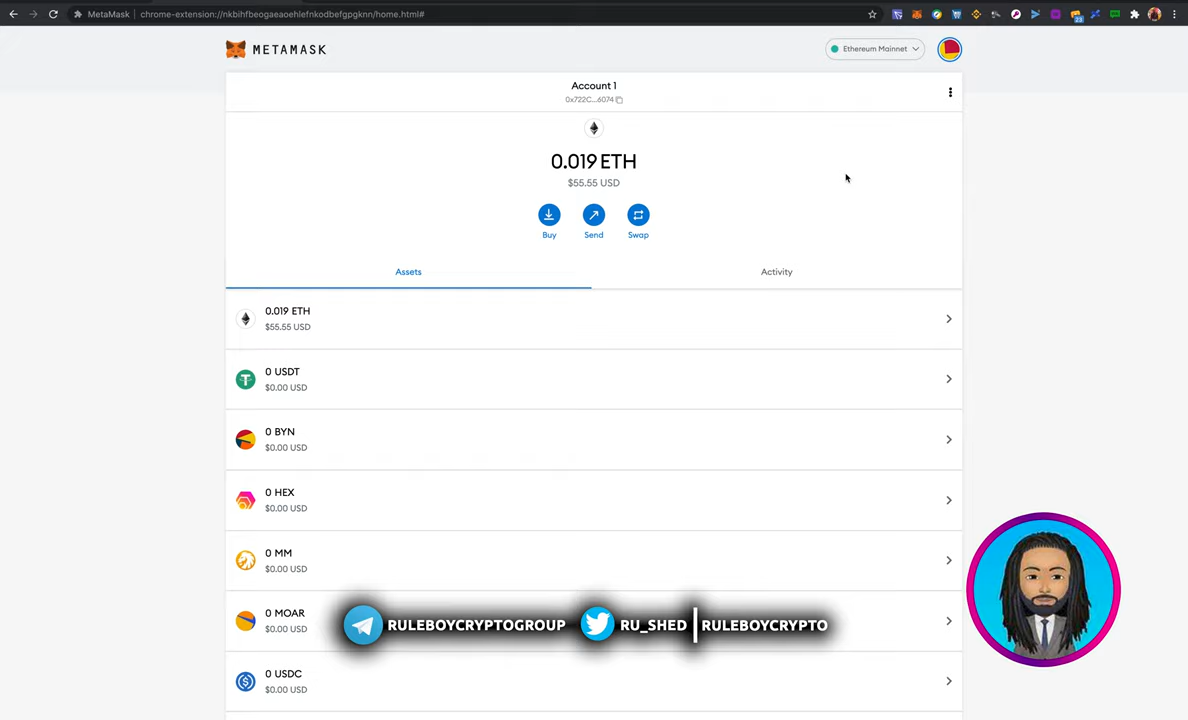 MetaMask
chrome-extension://nkbihfbeogaeaoehlefnkodbefgpgknn/home.html#
23
METAMASK
Ethereum Mainnet
Account 1
0x722C...6074
0.019 ETH
$55.55 USD
Buy
Send
Swap
Assets
Activity
0.019 ETH
$55.55 USD
0 USDT
$0.00 USD
0 BYN
$0.00 USD
0 HEX
$0.00 USD
0 MM
$0.00 USD
0 MOAR
$0.00 USD
RULEBOYCRYPTOGROUP
RU_SHED
RULEBOYCRYPTO
0 USDC
$0.00 USD